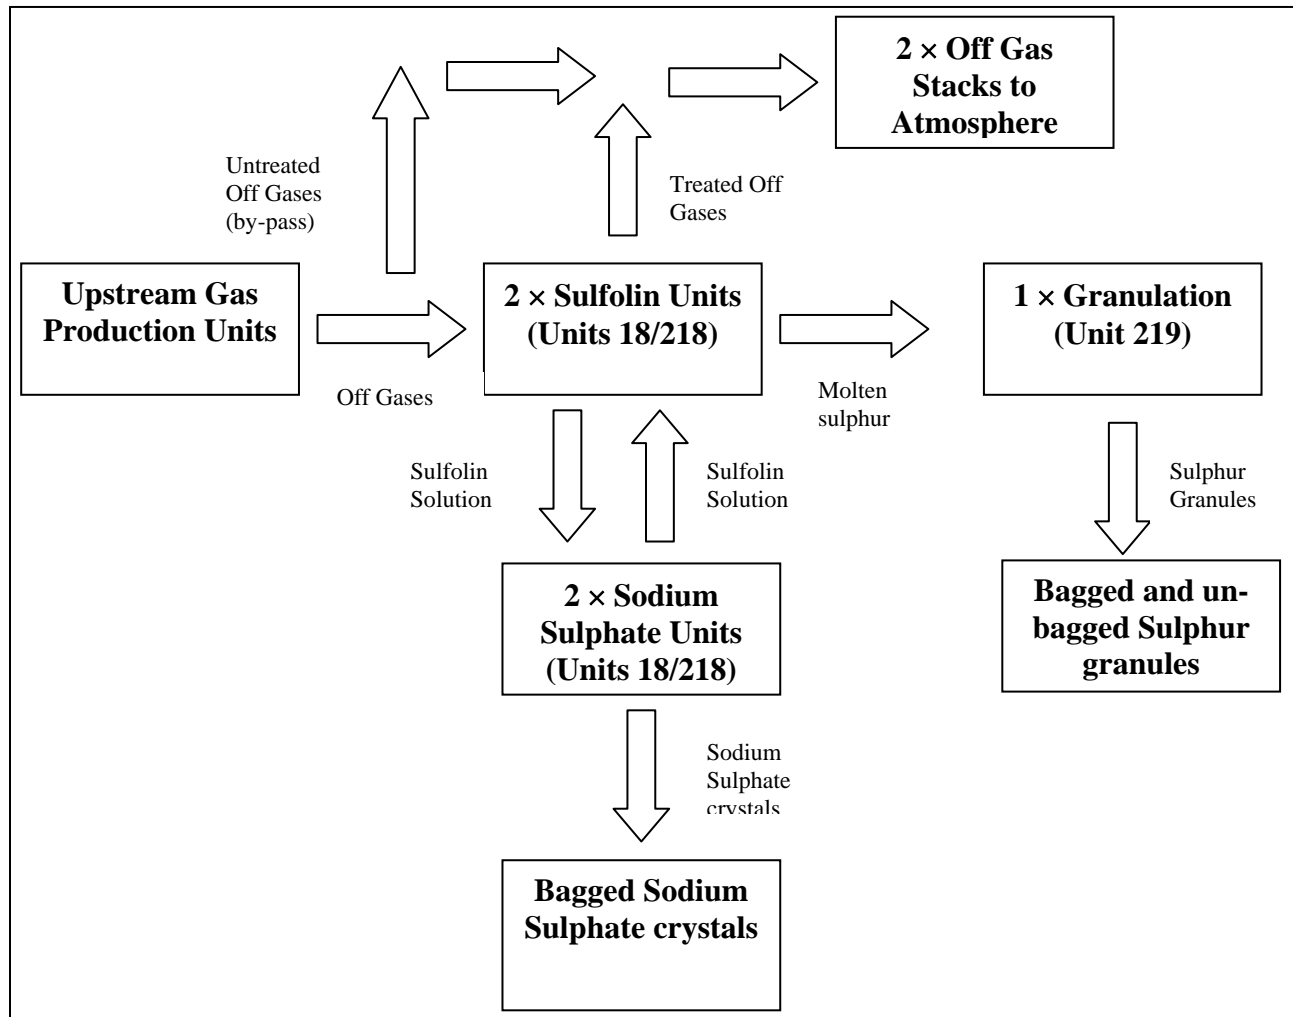 2 × Off Gas
Stacks to
Atmosphere
Untreated
Off Gases
(by-pass)
Treated Off
Gases
Upstream Gas
Production Units
2 × Sulfolin Units
(Units 18/218)
1 × Granulation
(Unit 219)
Off Gases
Molten
sulphur
Sulfolin
Solution
Sulfolin
Solution
Sulphur
Granules
2 × Sodium
Sulphate Units
(Units 18/218)
Bagged and un-
bagged Sulphur
granules
Sodium
Sulphate
crystals
Bagged Sodium
Sulphate crystals